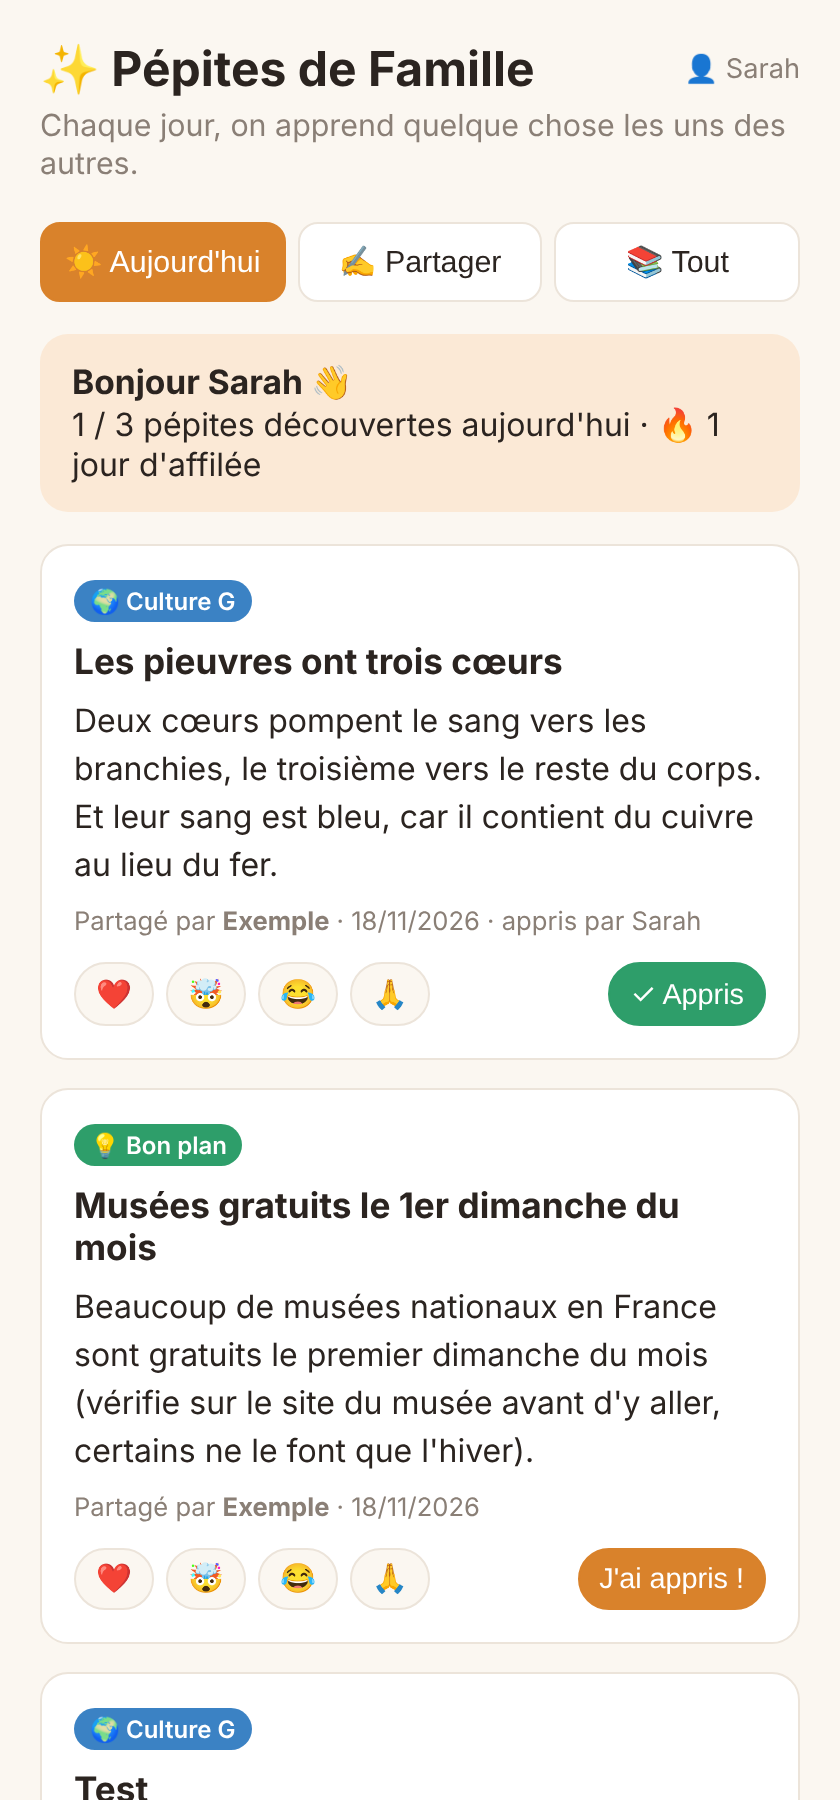 ✨ Pépites de Famille
👤 Sarah
Chaque jour, on apprend quelque chose les uns des
autres.
☀️ Aujourd'hui
✍️ Partager
📚 Tout
Bonjour Sarah 👋
1 / 3 pépites découvertes aujourd'hui · 🔥 1
jour d'affilée
🌍 Culture G
Les pieuvres ont trois cœurs
Deux cœurs pompent le sang vers les
branchies, le troisième vers le reste du corps.
Et leur sang est bleu, car il contient du cuivre
au lieu du fer.
Partagé par Exemple · 18/11/2026 · appris par Sarah
❤️ 🤯 😂 🙏
✓ Appris
💡 Bon plan
Musées gratuits le 1er dimanche du
mois
Beaucoup de musées nationaux en France
sont gratuits le premier dimanche du mois
(vérifie sur le site du musée avant d'y aller,
certains ne le font que l'hiver).
Partagé par Exemple · 18/11/2026
❤️ 🤯 😂 🙏
J'ai appris !
🌍 Culture G
Test